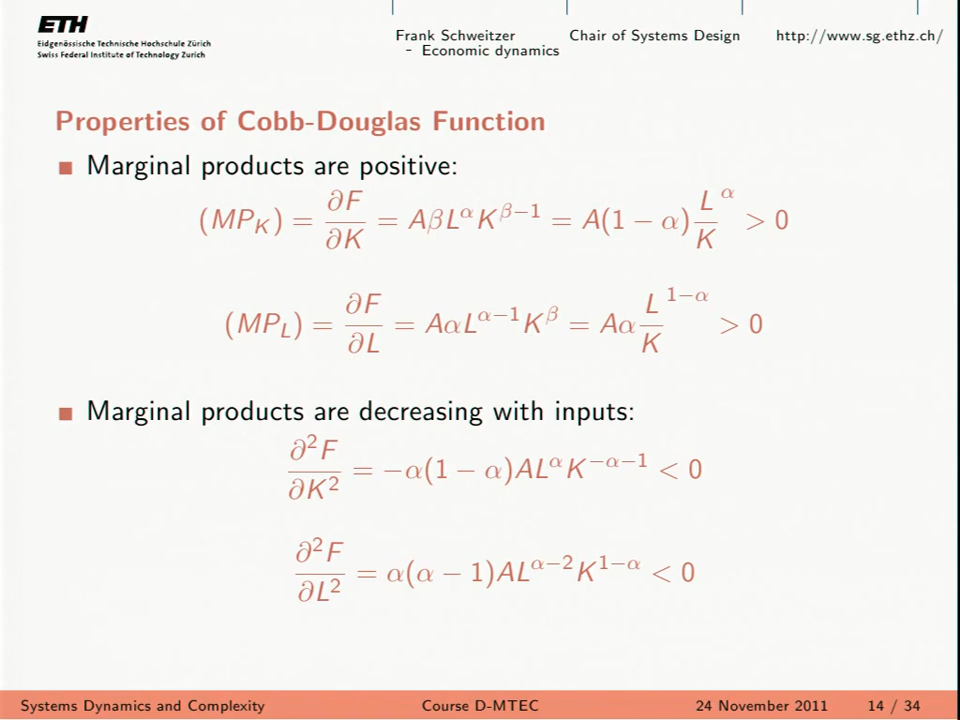 ETH
Eidgenössische Technische Hochschule Zürich
Swiss Federal Institute of Technology Zurich
Frank Schweitzer Chair of Systems Design http://www.sg.ethz.ch/
- Economic dynamics
Properties of Cobb-Douglas Function
■ Marginal products are positive:
(MP_K) = ∂F/∂K = AβL^α K^{β−1} = A(1 − α) L/K^α > 0
(MP_L) = ∂F/∂L = AαL^{α−1} K^β = Aα L/K^{1−α} > 0
■ Marginal products are decreasing with inputs:
∂²F/∂K² = −α(1 − α)AL^α K^{−α−1} < 0
∂²F/∂L² = α(α − 1)AL^{α−2} K^{1−α} < 0
Systems Dynamics and Complexity Course D-MTEC 24 November 2011 14 / 34